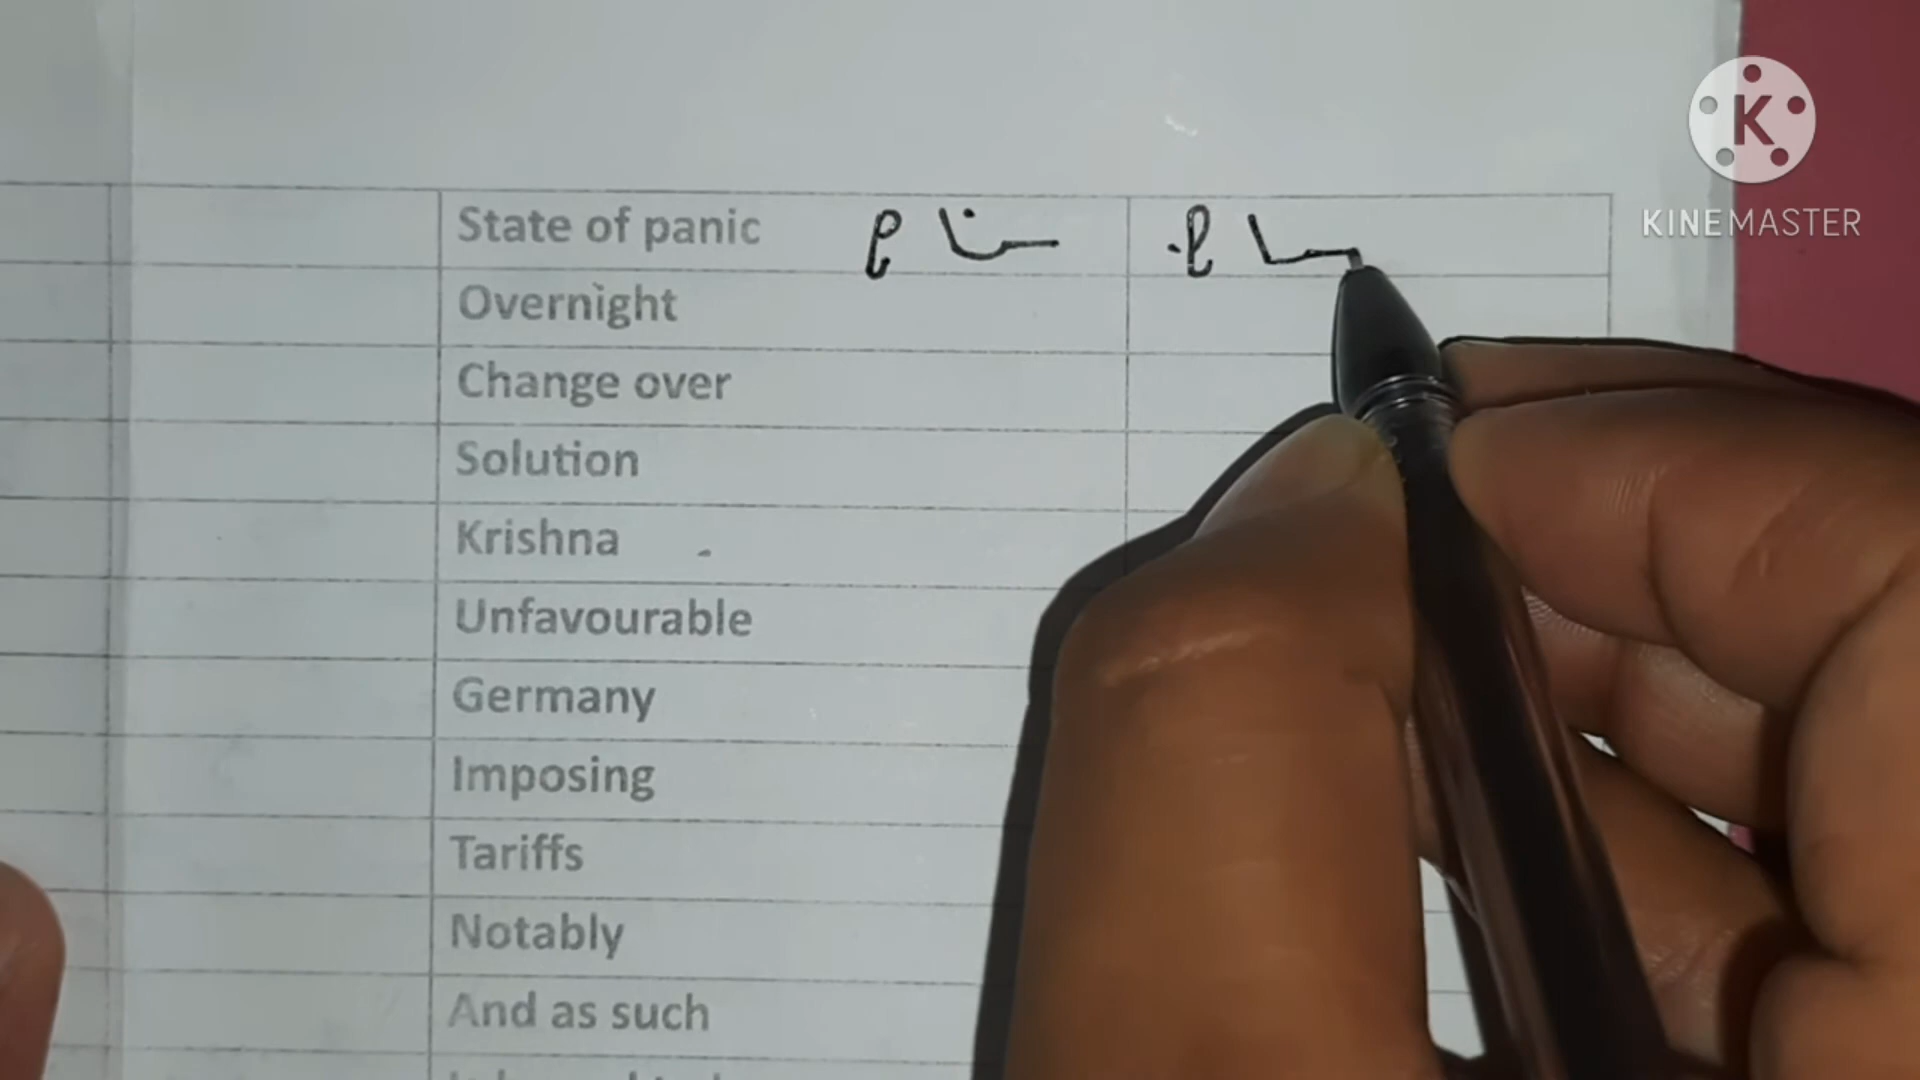 K
KINEMASTER
State of panic
Overnight
Change over
Solution
Krishna
Unfavourable
Germany
Imposing
Tariffs
Notably
And as such